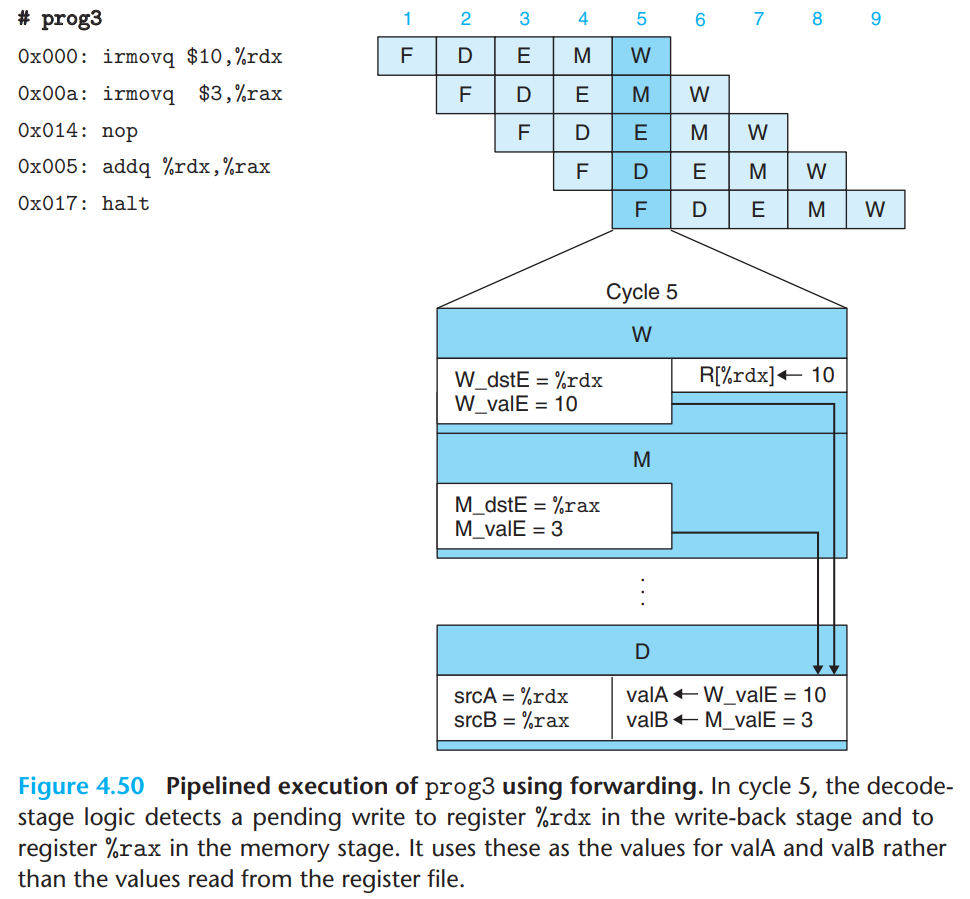 # prog3
1 2 3 4 5 6 7 8 9
0x000: irmovq $10,%rdx
F D E M W
0x00a: irmovq $3,%rax
F D E M W
0x014: nop
F D E M W
0x005: addq %rdx,%rax
F D E M W
0x017: halt
F D E M W
Cycle 5
W
W_dstE = %rdx
W_valE = 10
R[%rdx] ← 10
M
M_dstE = %rax
M_valE = 3
D
srcA = %rdx
srcB = %rax
valA ← W_valE = 10
valB ← M_valE = 3
Figure 4.50 Pipelined execution of prog3 using forwarding. In cycle 5, the decode-
stage logic detects a pending write to register %rdx in the write-back stage and to
register %rax in the memory stage. It uses these as the values for valA and valB rather
than the values read from the register file.